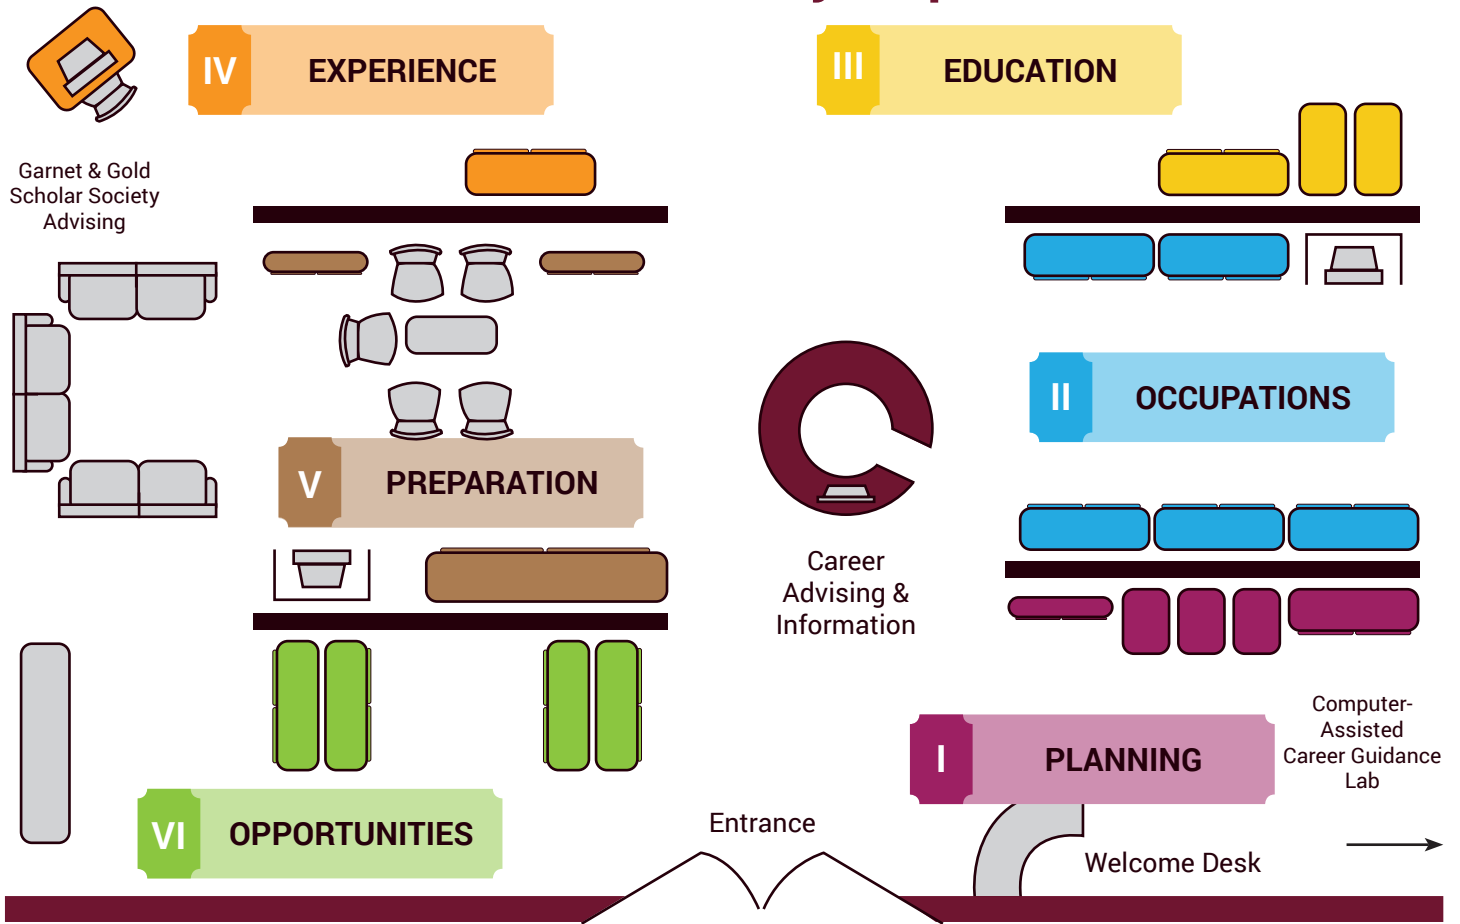 IV
EXPERIENCE
III
EDUCATION
Garnet & Gold
Scholar Society
Advising
II
OCCUPATIONS
V
PREPARATION
Career
Advising &
Information
I
PLANNING
Computer-
Assisted
Career Guidance
Lab
VI
OPPORTUNITIES
Entrance
Welcome Desk